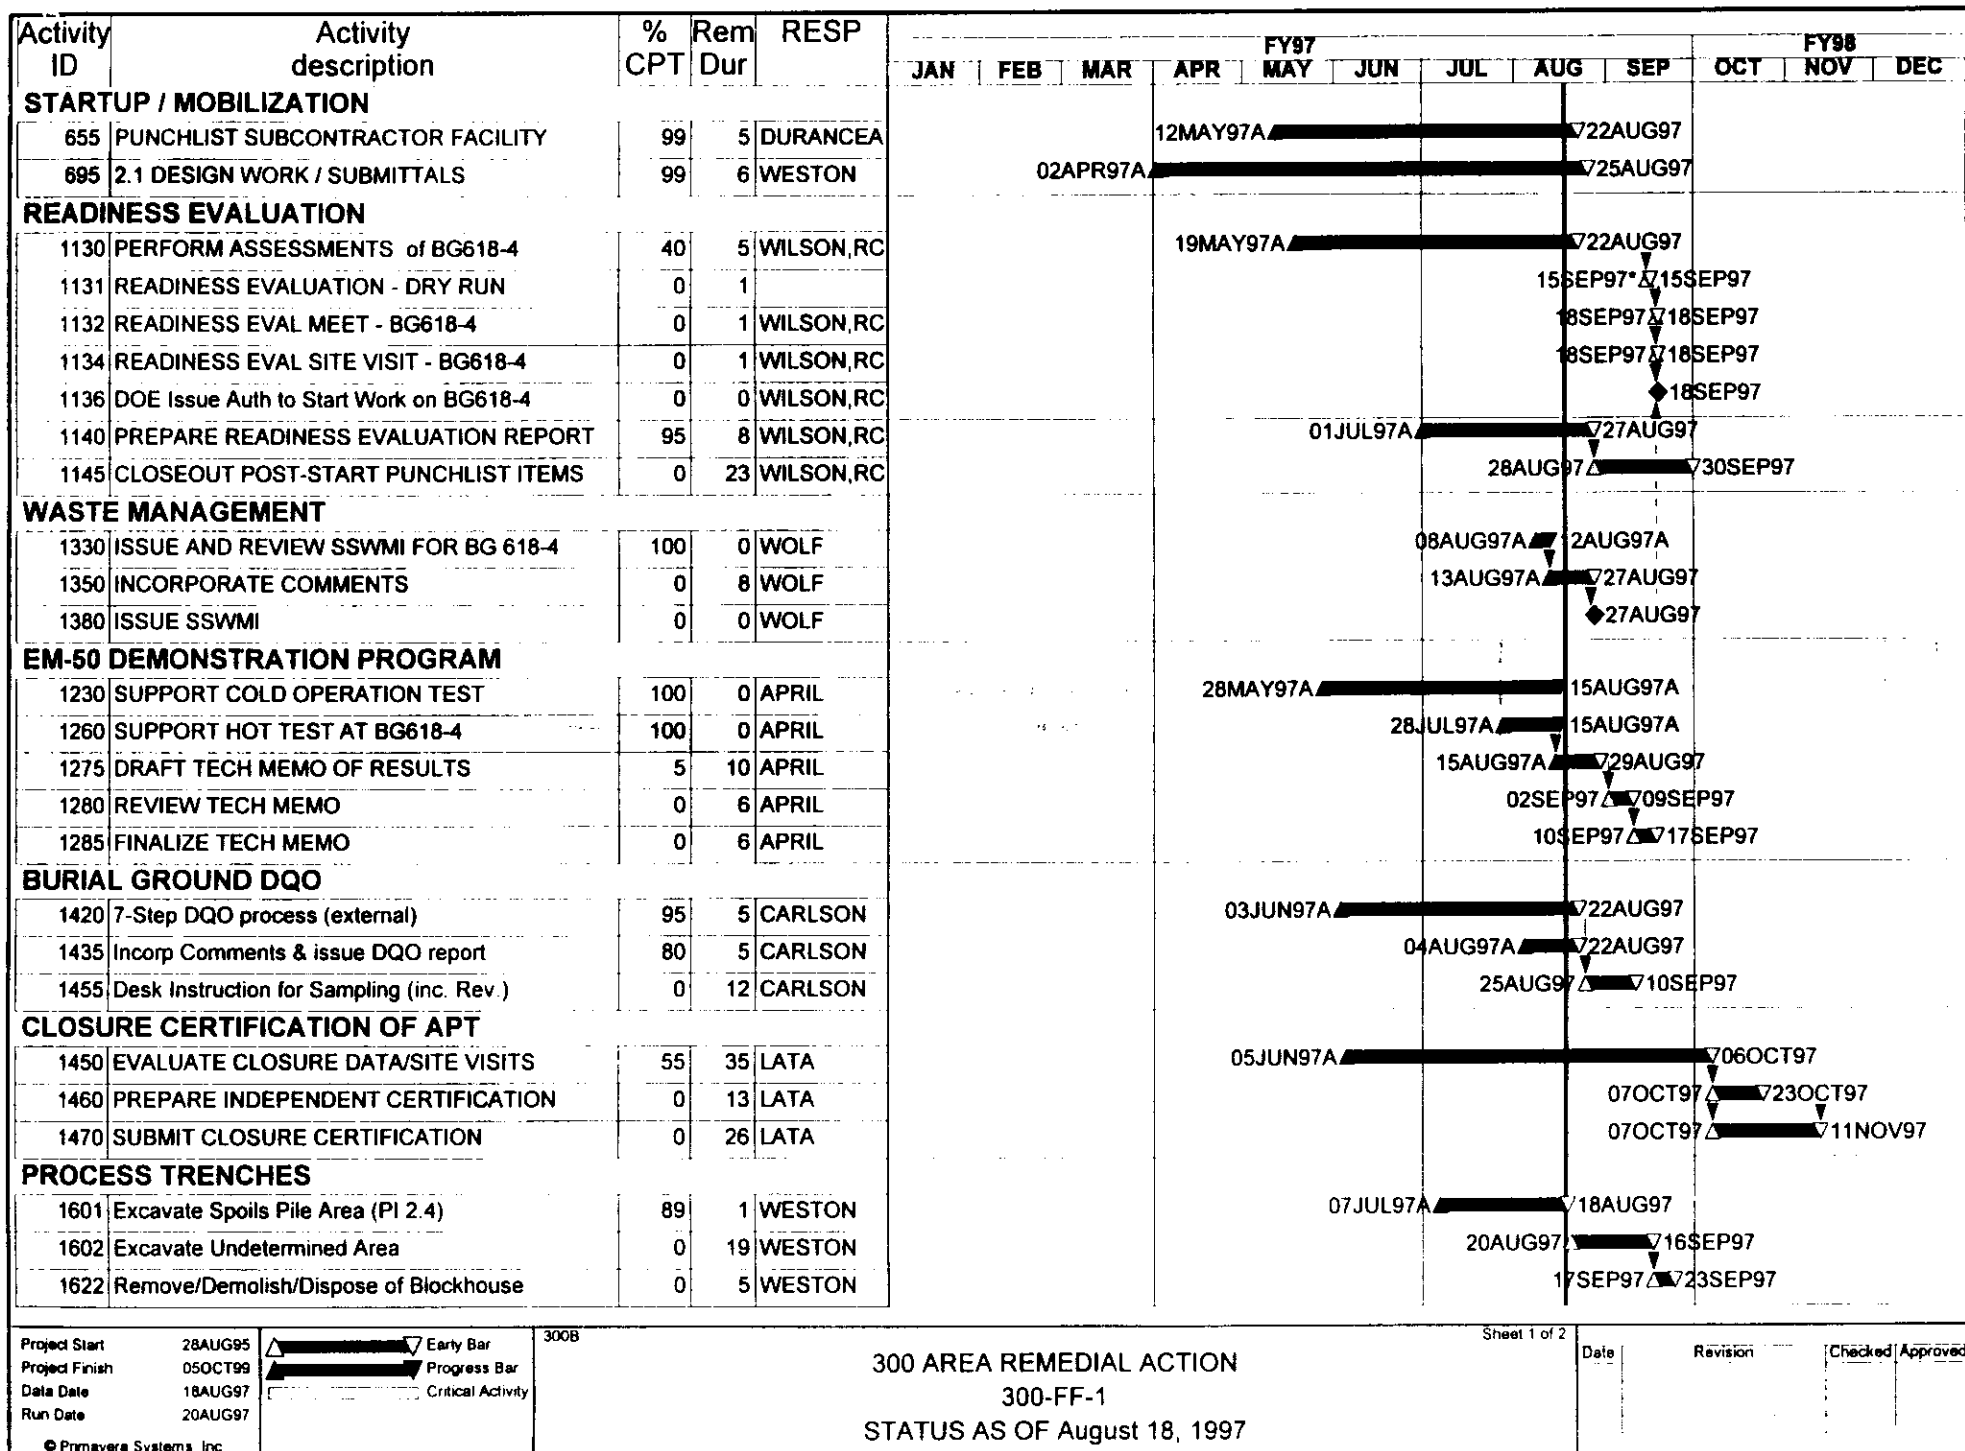 Activity ID Activity description % CPT Rem Dur RESP
FY97 FY98
JAN FEB MAR APR MAY JUN JUL AUG SEP OCT NOV DEC
STARTUP / MOBILIZATION
655 PUNCHLIST SUBCONTRACTOR FACILITY 99 5 DURANCEA 12MAY97A 22AUG97
695 2.1 DESIGN WORK / SUBMITTALS 99 6 WESTON 02APR97A 25AUG97
READINESS EVALUATION
1130 PERFORM ASSESSMENTS of BG618-4 40 5 WILSON,RC 19MAY97A 22AUG97
1131 READINESS EVALUATION - DRY RUN 0 1 15SEP97* 15SEP97
1132 READINESS EVAL MEET - BG618-4 0 1 WILSON,RC 18SEP97 18SEP97
1134 READINESS EVAL SITE VISIT - BG618-4 0 1 WILSON,RC 18SEP97 18SEP97
1136 DOE Issue Auth to Start Work on BG618-4 0 0 WILSON,RC 18SEP97
1140 PREPARE READINESS EVALUATION REPORT 95 8 WILSON,RC 01JUL97A 27AUG97
1145 CLOSEOUT POST-START PUNCHLIST ITEMS 0 23 WILSON,RC 28AUG97 30SEP97
WASTE MANAGEMENT
1330 ISSUE AND REVIEW SSWMI FOR BG 618-4 100 0 WOLF 08AUG97A 12AUG97A
1350 INCORPORATE COMMENTS 0 8 WOLF 13AUG97A 27AUG97
1380 ISSUE SSWMI 0 0 WOLF 27AUG97
EM-50 DEMONSTRATION PROGRAM
1230 SUPPORT COLD OPERATION TEST 100 0 APRIL 28MAY97A 15AUG97A
1260 SUPPORT HOT TEST AT BG618-4 100 0 APRIL 28JUL97A 15AUG97A
1275 DRAFT TECH MEMO OF RESULTS 5 10 APRIL 15AUG97A 29AUG97
1280 REVIEW TECH MEMO 0 6 APRIL 02SEP97 09SEP97
1285 FINALIZE TECH MEMO 0 6 APRIL 10SEP97 17SEP97
BURIAL GROUND DQO
1420 7-Step DQO process (external) 95 5 CARLSON 03JUN97A 22AUG97
1435 Incorp Comments & issue DQO report 80 5 CARLSON 04AUG97A 22AUG97
1455 Desk Instruction for Sampling (inc. Rev.) 0 12 CARLSON 25AUG97 10SEP97
CLOSURE CERTIFICATION OF APT
1450 EVALUATE CLOSURE DATA/SITE VISITS 55 35 LATA 05JUN97A 06OCT97
1460 PREPARE INDEPENDENT CERTIFICATION 0 13 LATA 07OCT97 23OCT97
1470 SUBMIT CLOSURE CERTIFICATION 0 26 LATA 07OCT97 11NOV97
PROCESS TRENCHES
1601 Excavate Spoils Pile Area (PI 2.4) 89 1 WESTON 07JUL97A 18AUG97
1602 Excavate Undetermined Area 0 19 WESTON 20AUG97 16SEP97
1622 Remove/Demolish/Dispose of Blockhouse 0 5 WESTON 17SEP97 23SEP97
Project Start 28AUG95
Project Finish 05OCT99
Data Date 18AUG97
Run Date 20AUG97
© Primavera Systems, Inc
Early Bar
Progress Bar
Critical Activity
300B
Sheet 1 of 2
300 AREA REMEDIAL ACTION
300-FF-1
STATUS AS OF August 18, 1997
Date Revision Checked Approved